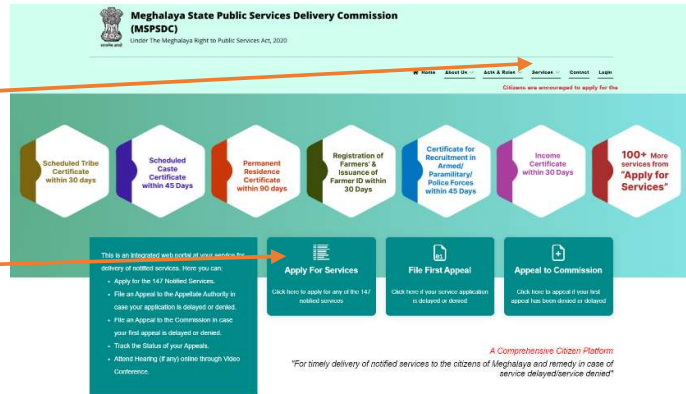 Meghalaya State Public Services Delivery Commission
(MSPSDC)
Under The Meghalaya Right to Public Services Act, 2020
Home About Us Acts & Rules Services Contact Login
Citizens are encouraged to apply for the
Scheduled Tribe
Certificate
within 30 days
Scheduled
Caste
Certificate
within 45 Days
Permanent
Residence
Certificate
within 90 days
Registration of
Farmers' &
Issuance of
Farmer ID within
30 Days
Certificate for
Recruitment in
Armed/
Paramilitary/
Police Forces
within 45 Days
Income
Certificate
within 30 Days
100+ More
services from
"Apply for
Services"
This is an integrated web portal at your service for
delivery of notified services. Here you can:
• Apply for the 147 Notified Services.
• File an Appeal to the Appellate Authority in
case your application is delayed or denied.
• File an Appeal to the Commission in case
your first appeal is delayed or denied.
• Track the Status of your Appeals.
• Attend Hearing (if any) online through Video
Conference.
Apply For Services
Click here to apply for any of the 147
notified services
File First Appeal
Click here if your service application
is delayed or denied
Appeal to Commission
Click here to appeal if your first
appeal has been denied or delayed
A Comprehensive Citizen Platform
"For timely delivery of notified services to the citizens of Meghalaya and remedy in case of
service delayed/service denied"